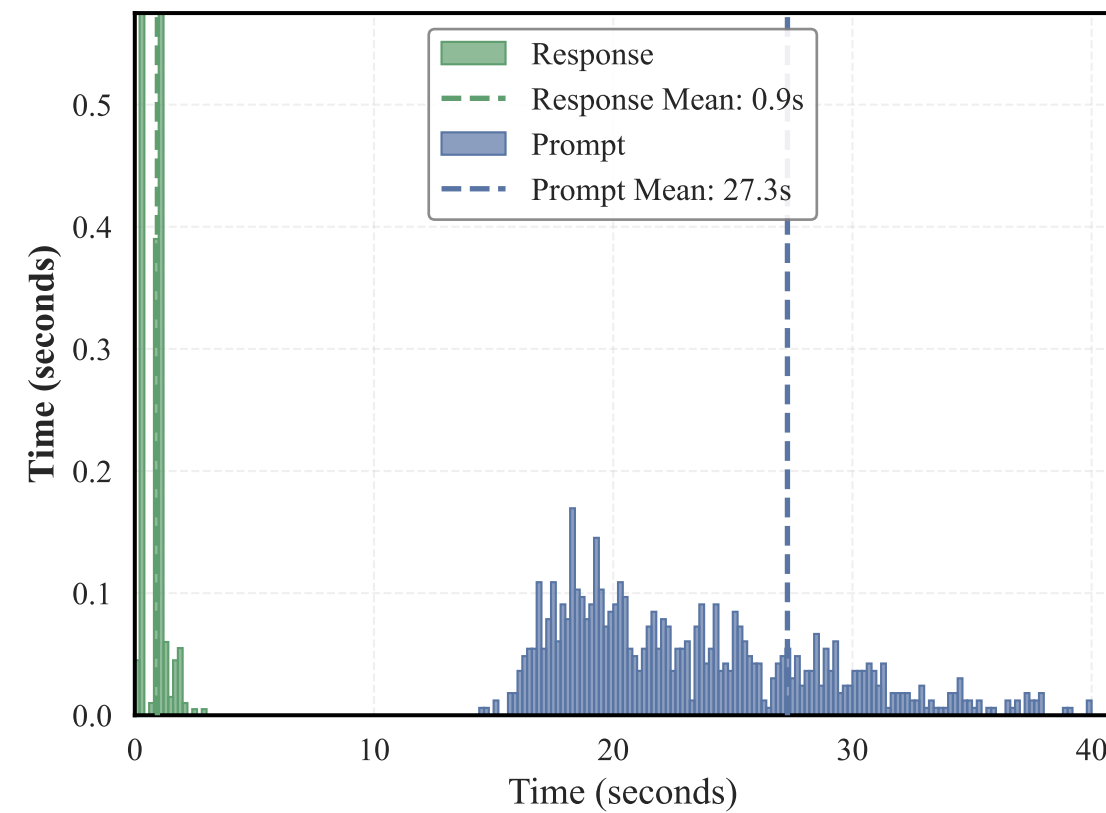 Response
Response Mean: 0.9s
Prompt
Prompt Mean: 27.3s
Time (seconds)
0.5
0.4
0.3
0.2
0.1
0.0
0 10 20 30 40
Time (seconds)